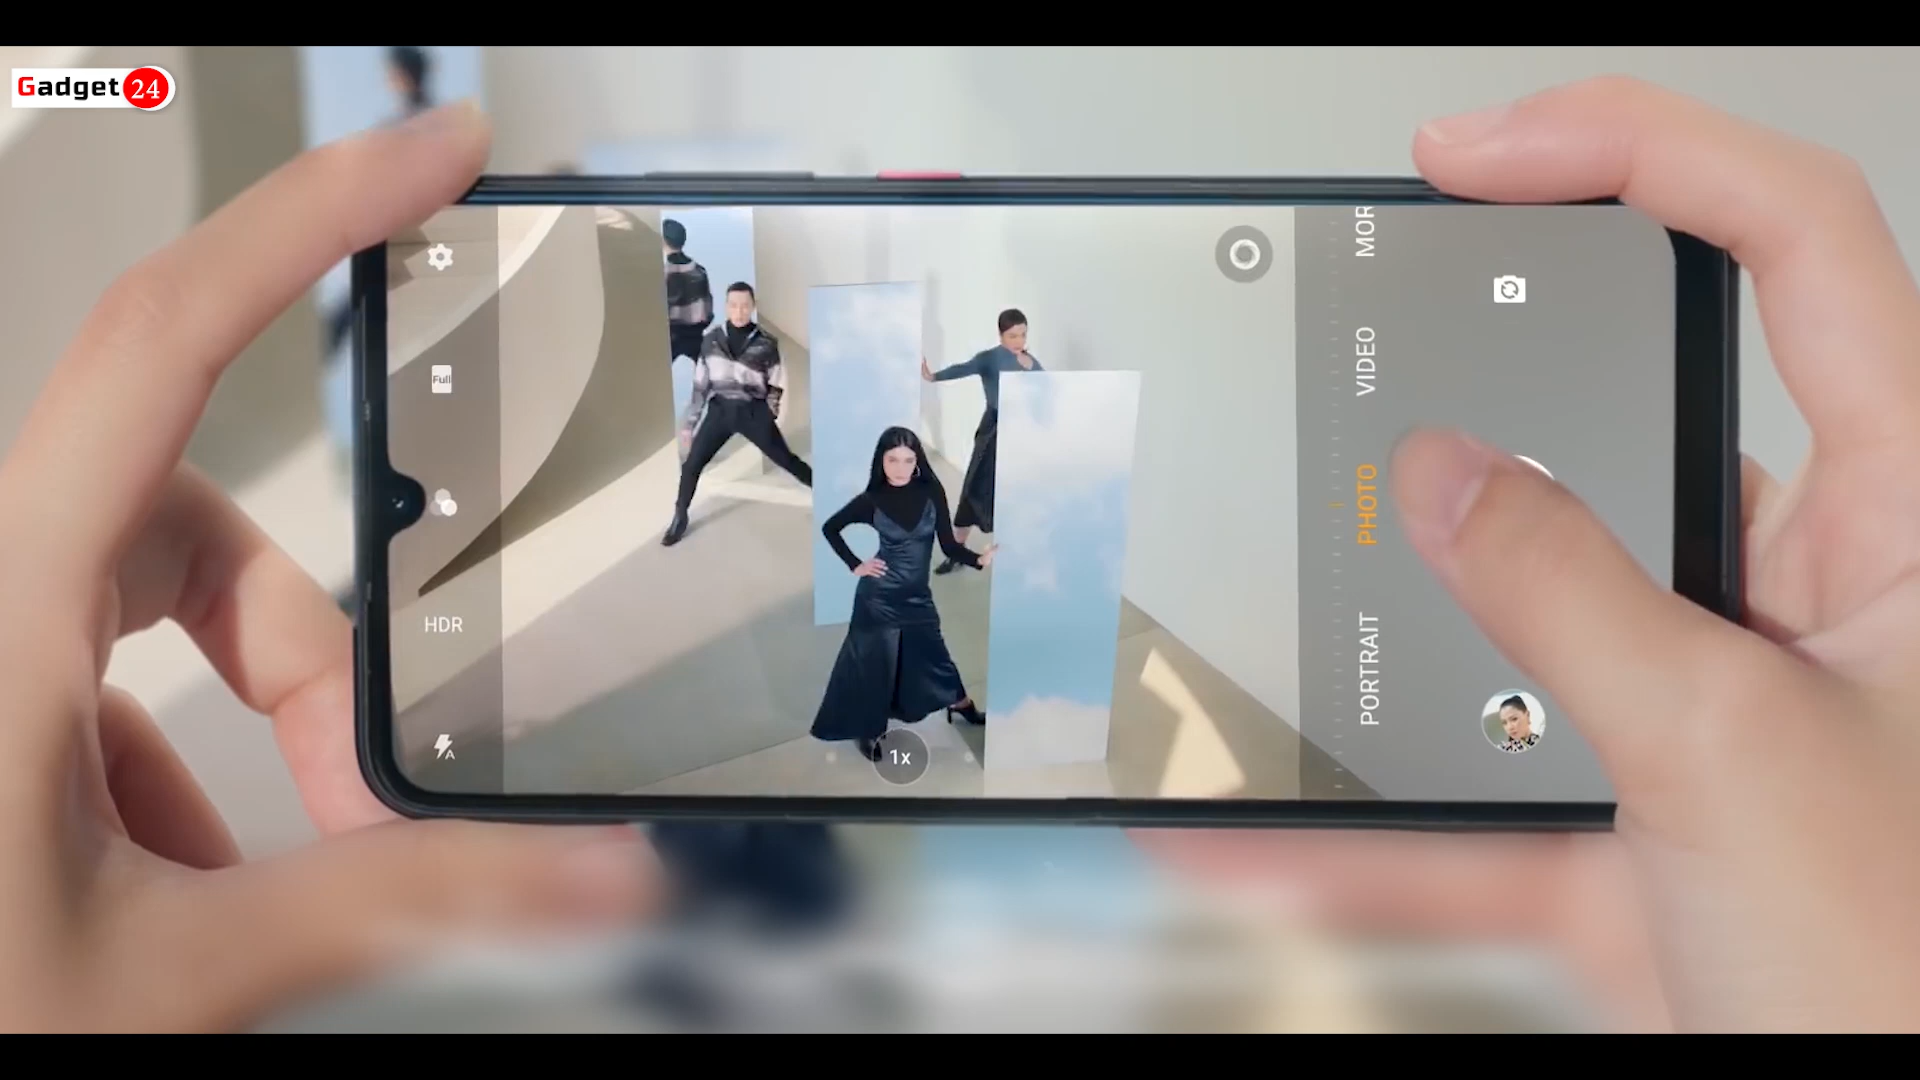 Gadget 24
Full
HDR
A
1x
MOR
VIDEO
PHOTO
PORTRAIT